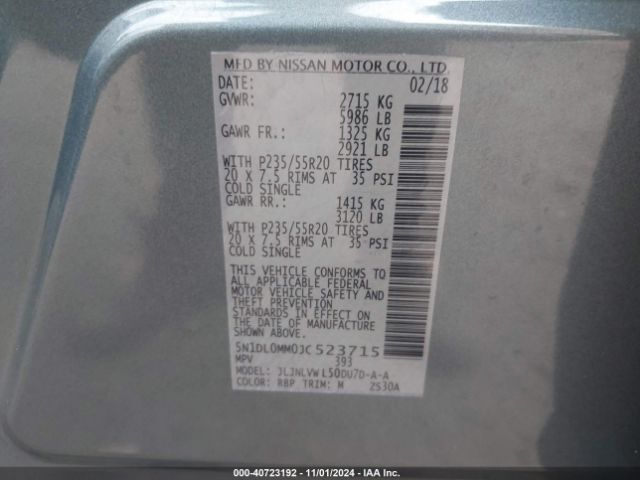 MFD BY NISSAN MOTOR CO., LTD.
DATE: 02/18
GVWR: 2715 KG
5986 LB
GAWR FR.: 1325 KG
2921 LB
WITH P235/55R20 TIRES
20 X 7.5 RIMS AT 35 PSI
COLD SINGLE
GAWR RR.: 1415 KG
3120 LB
WITH P235/55R20 TIRES
20 X 7.5 RIMS AT 35 PSI
COLD SINGLE
THIS VEHICLE CONFORMS TO
ALL APPLICABLE FEDERAL
MOTOR VEHICLE SAFETY AND
THEFT PREVENTION
STANDARDS IN EFFECT ON
THE DATE OF MANUFACTURE
SHOWN ABOVE.
5N1DL0MM0JC523715
MPV 393
MODEL: JLJNLVWL50DU7D-A-A
COLOR: RBP TRIM: M 2S30A
000-40723192 - 11/01/2024 - IAA Inc.